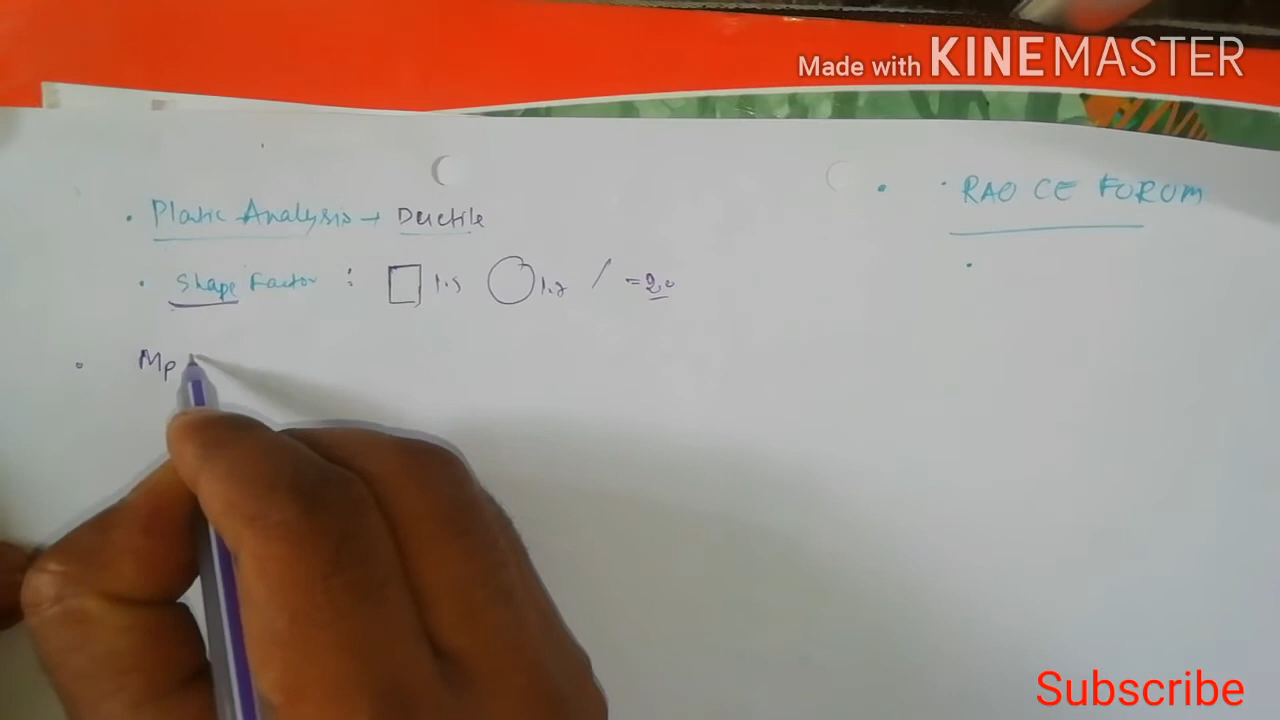 Made with KINEMASTER
RAO CE FORUM
Plastic Analysis → Ductile
Shape Factor : 1.5 1.7 = 2.0
Mp
Subscribe